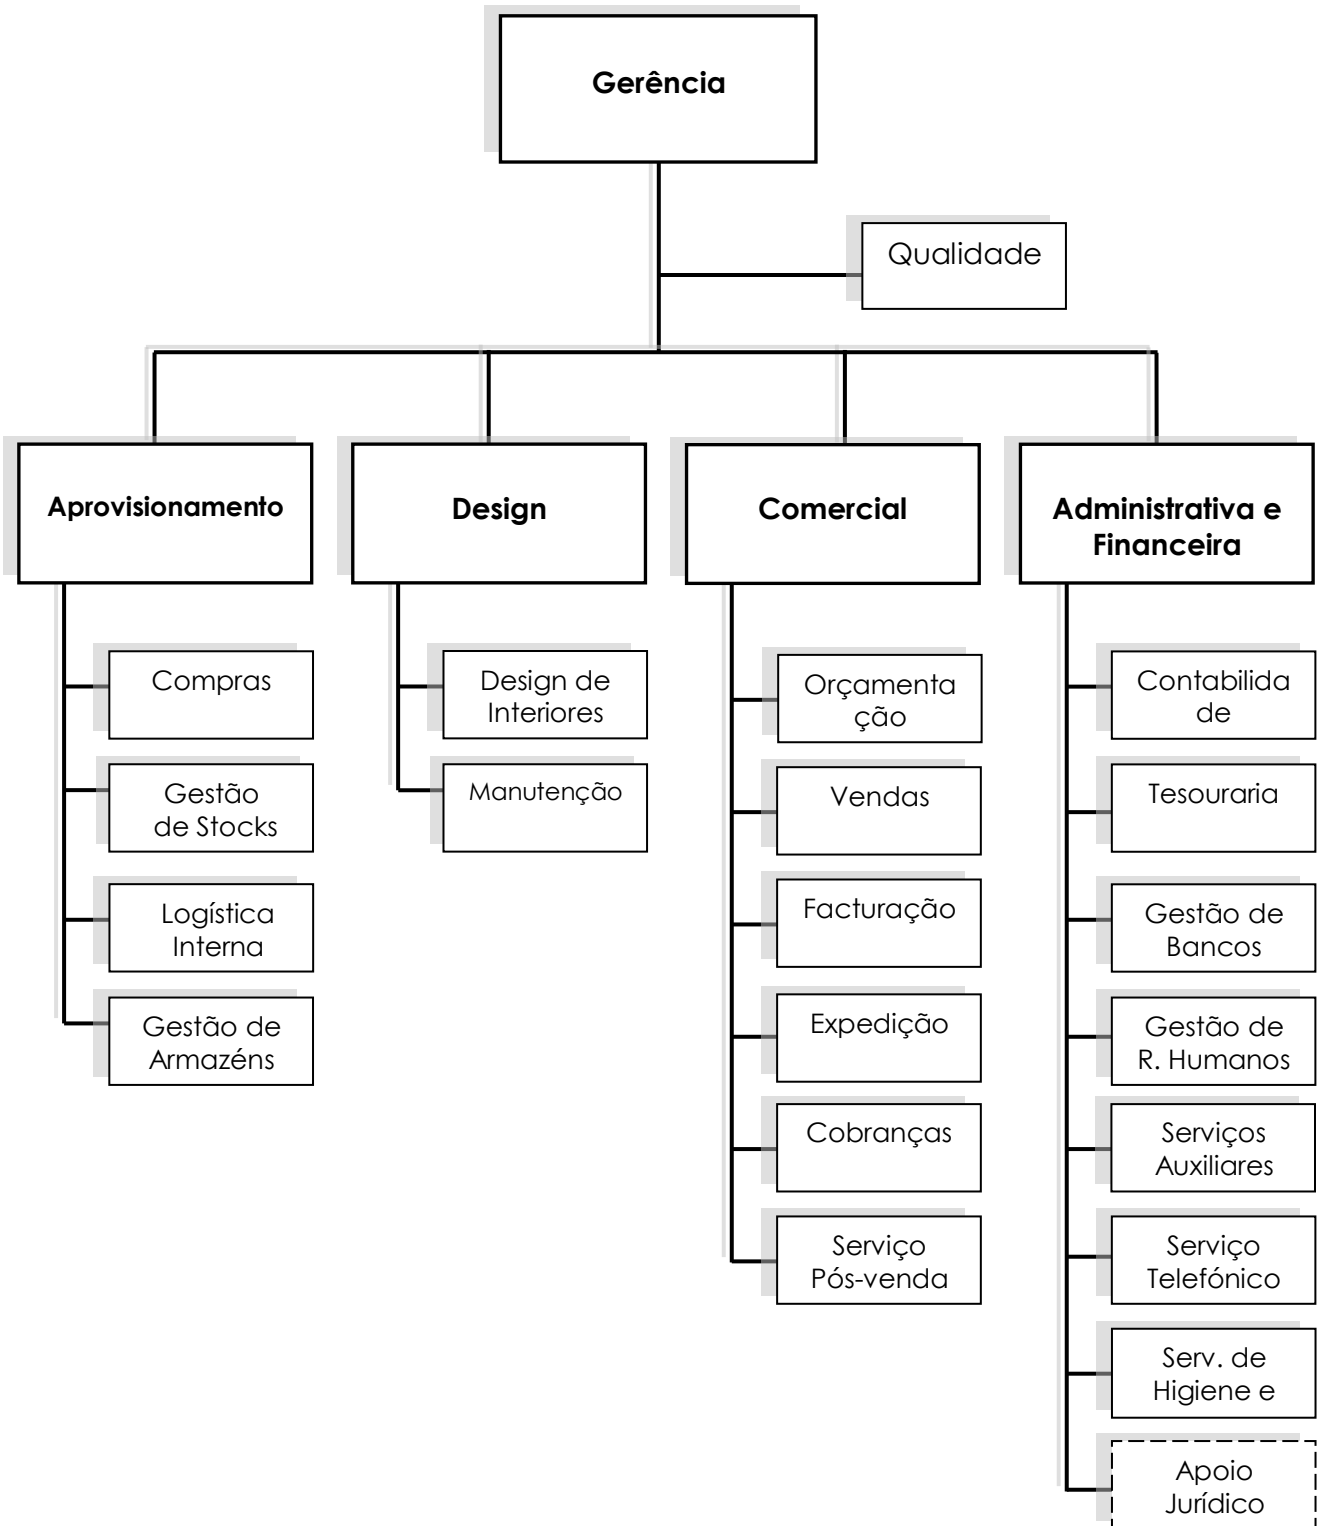 Gerência
Qualidade
Aprovisionamento
Design
Comercial
Administrativa e
Financeira
Compras
Gestão
de Stocks
Logística
Interna
Gestão de
Armazéns
Design de
Interiores
Manutenção
Orçamenta
ção
Vendas
Facturação
Expedição
Cobranças
Serviço
Pós-venda
Contabilida
de
Tesouraria
Gestão de
Bancos
Gestão de
R. Humanos
Serviços
Auxiliares
Serviço
Telefónico
Serv. de
Higiene e
Apoio
Jurídico